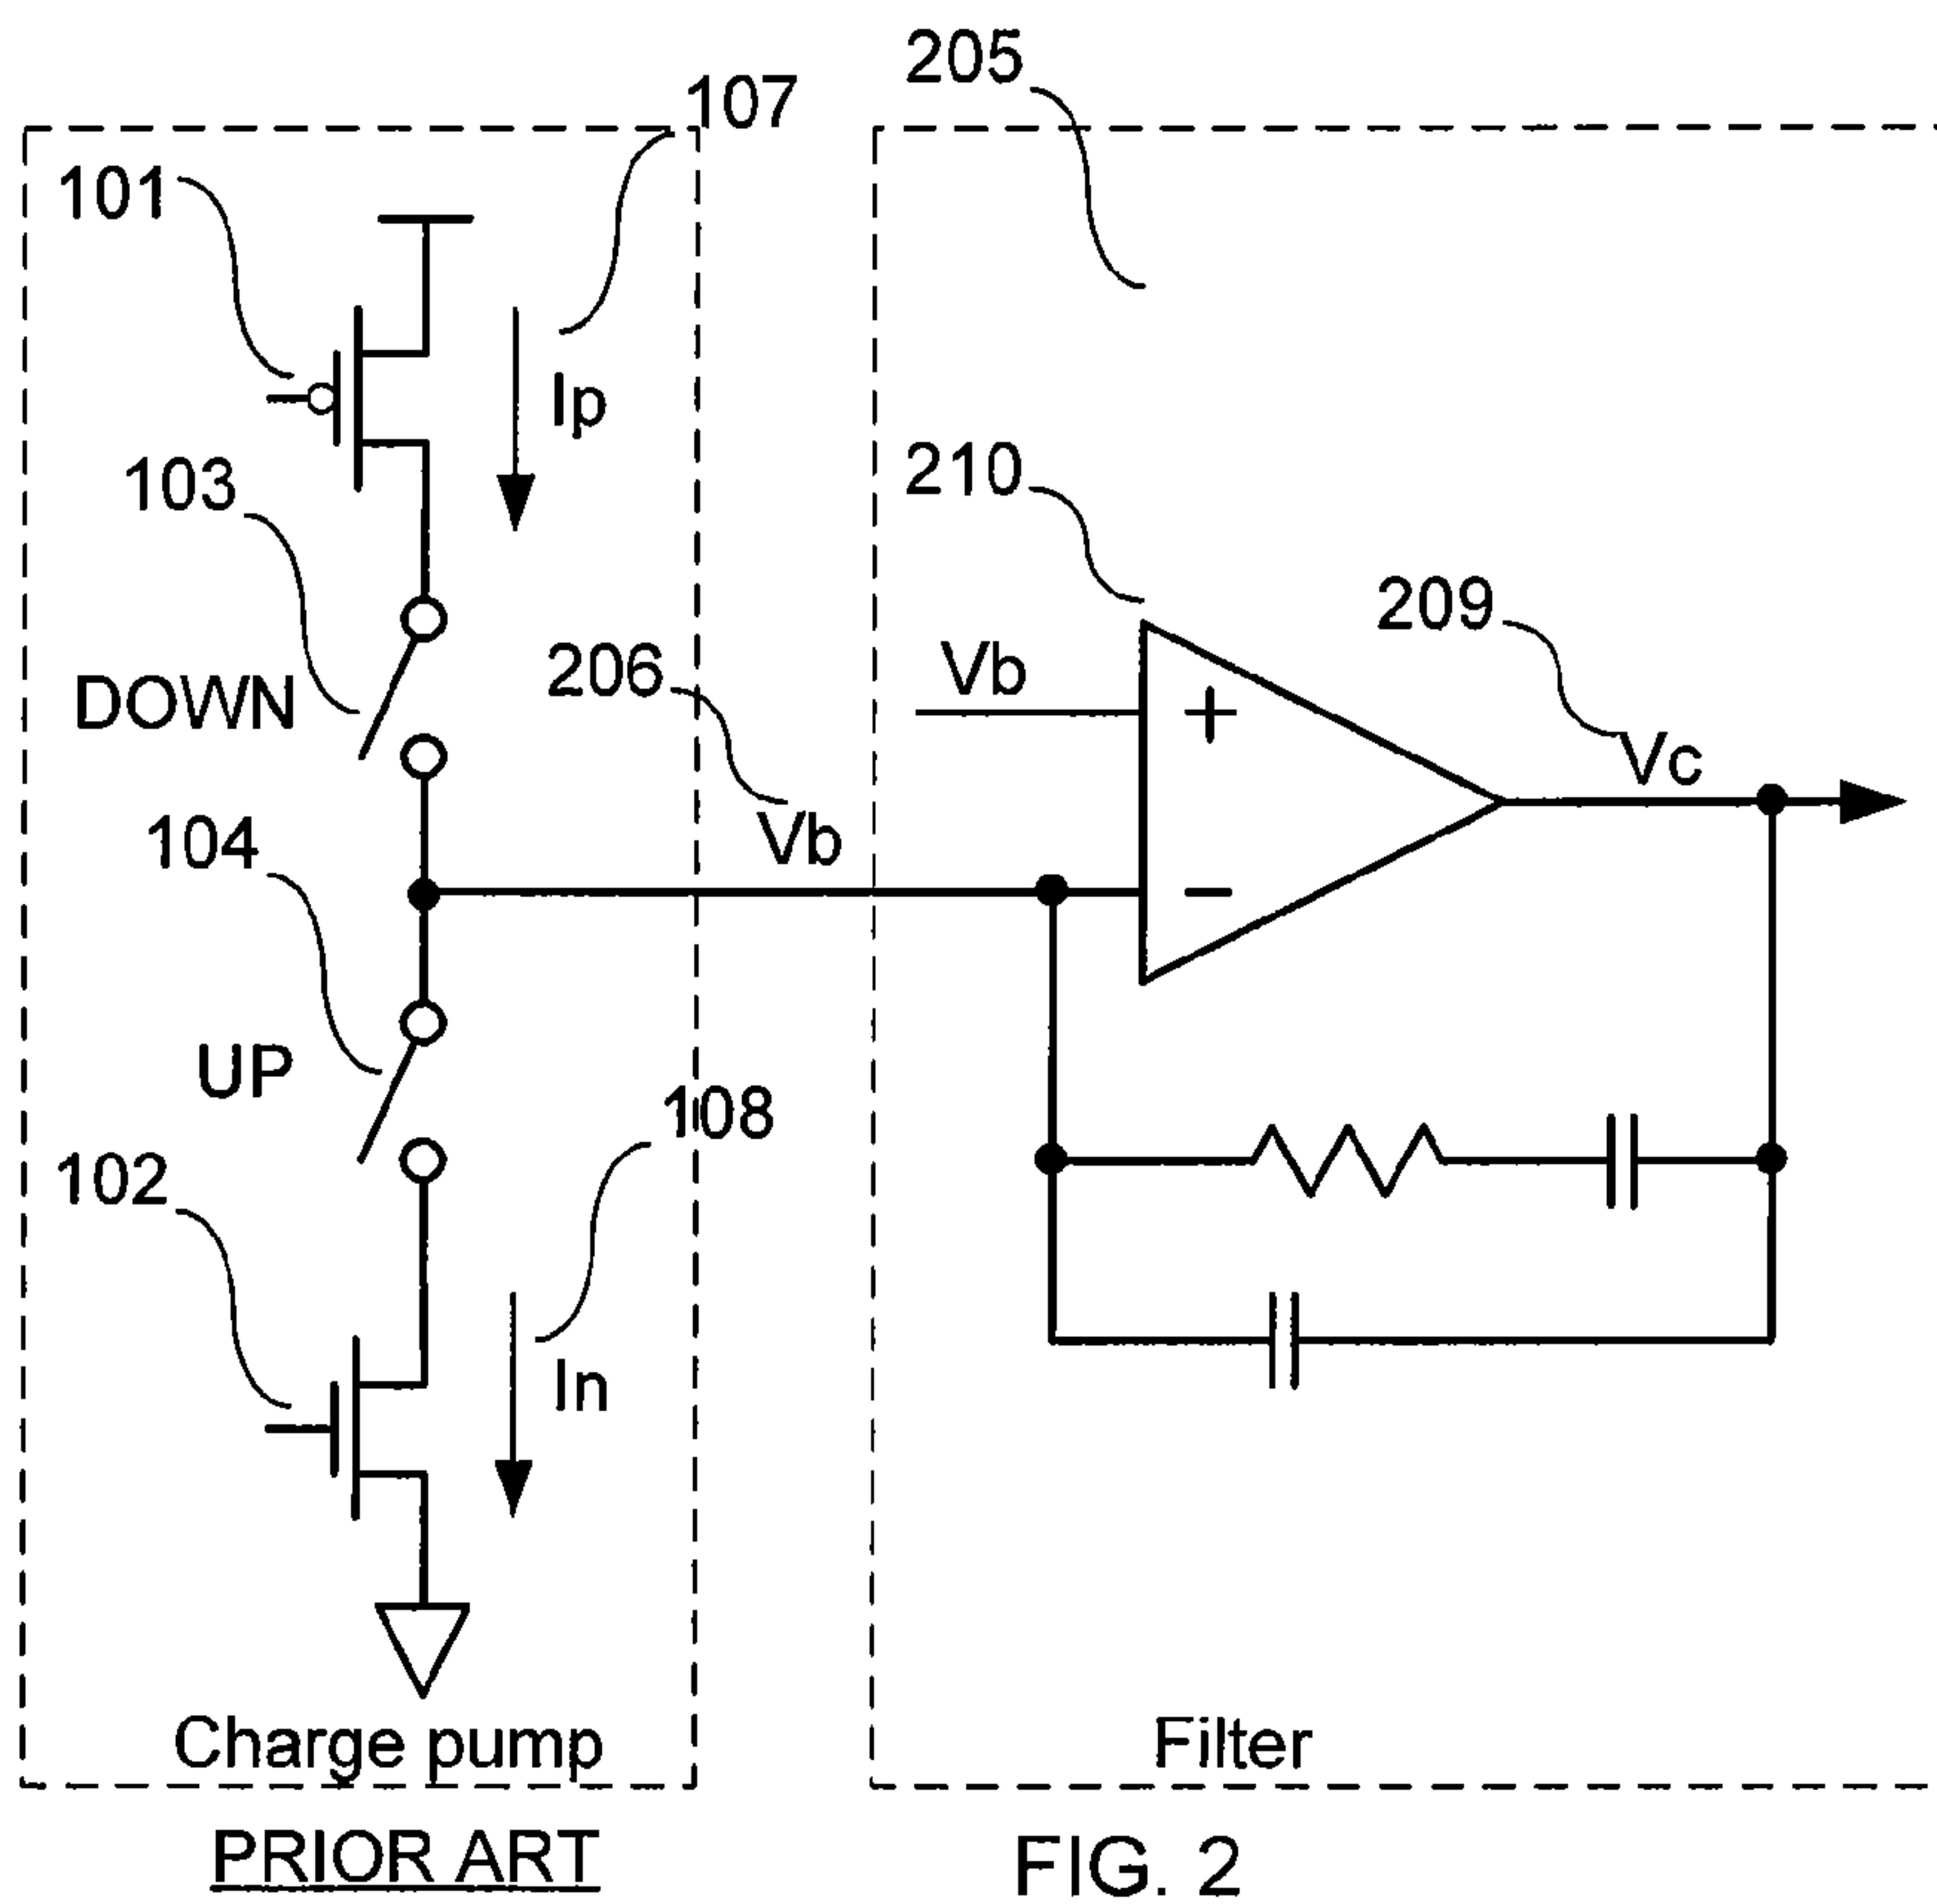 205
107
101
Ip
103
210
209
206
Vb
DOWN
+
Vc
104
Vb
−
UP
108
102
In
Charge pump
Filter
PRIOR ART
FIG. 2